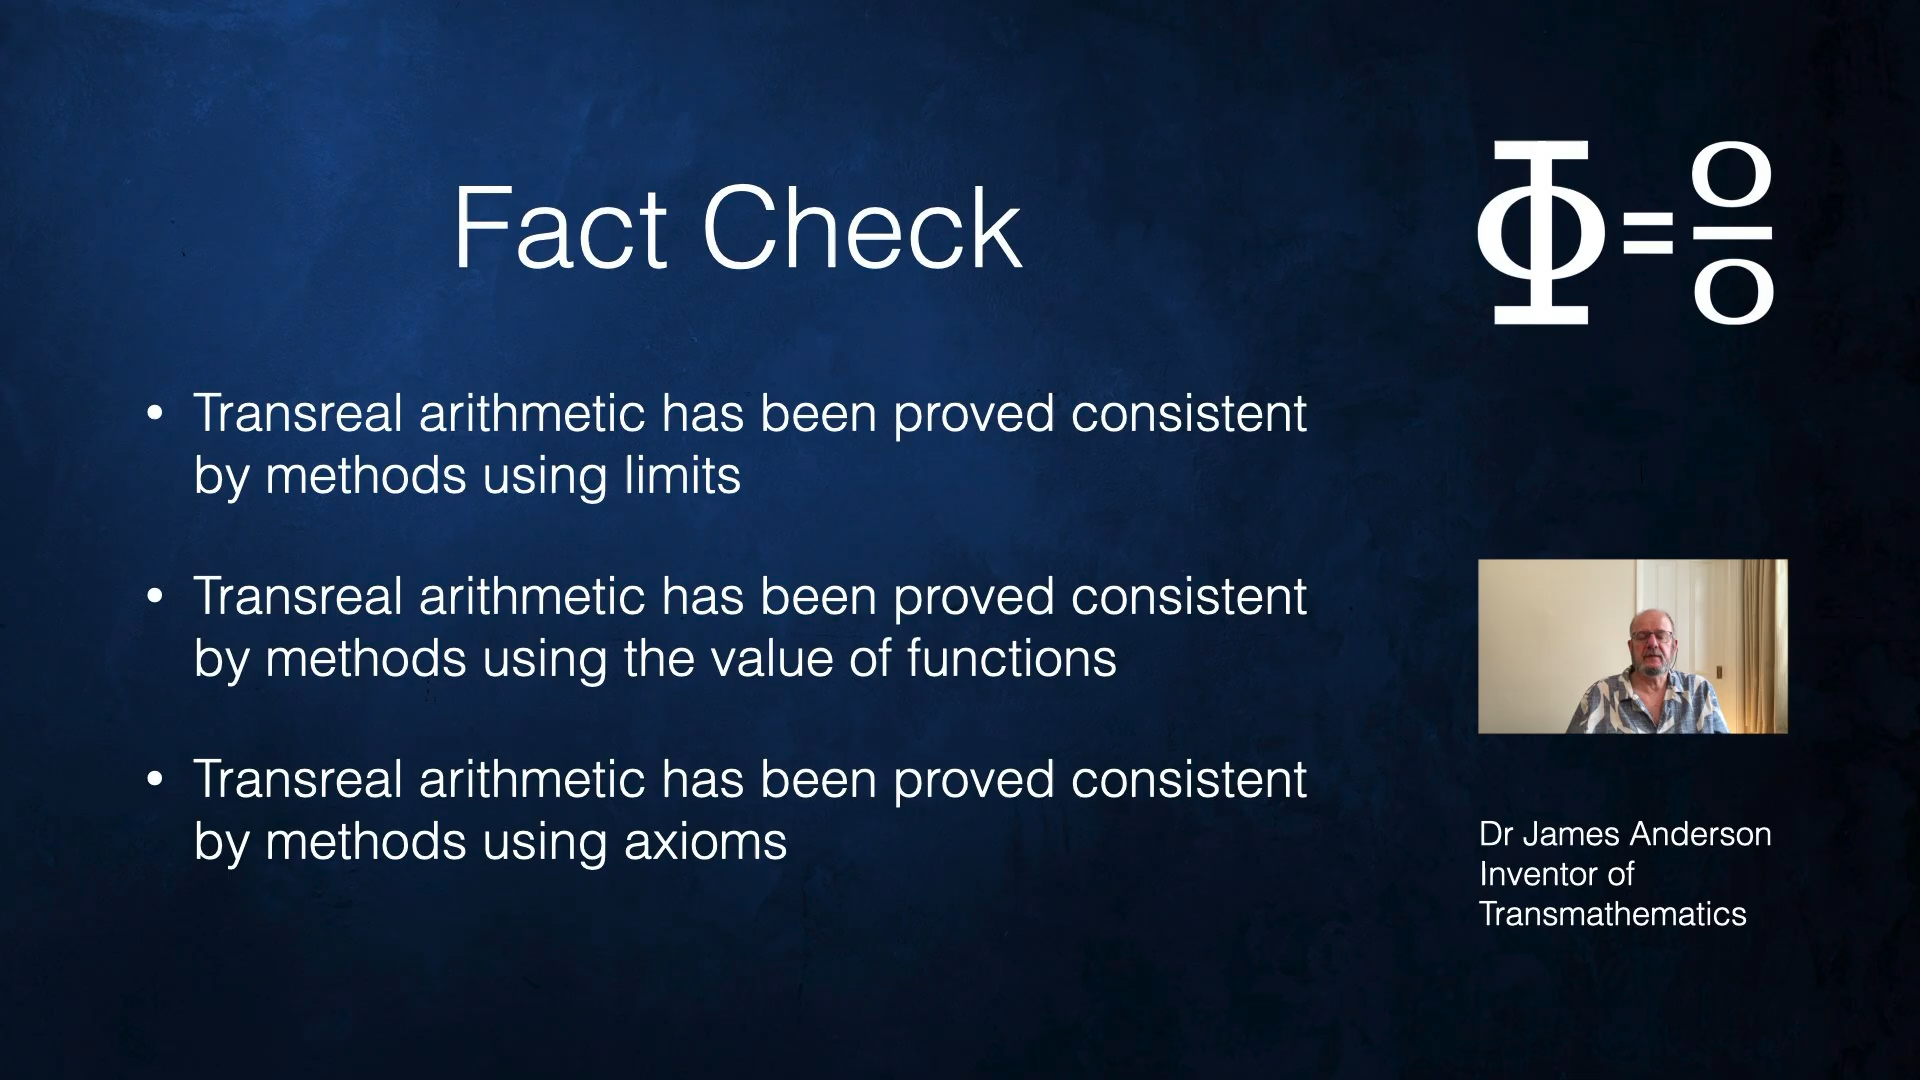 Fact Check
Φ=0/0
• Transreal arithmetic has been proved consistent
by methods using limits
• Transreal arithmetic has been proved consistent
by methods using the value of functions
• Transreal arithmetic has been proved consistent
by methods using axioms
Dr James Anderson
Inventor of
Transmathematics